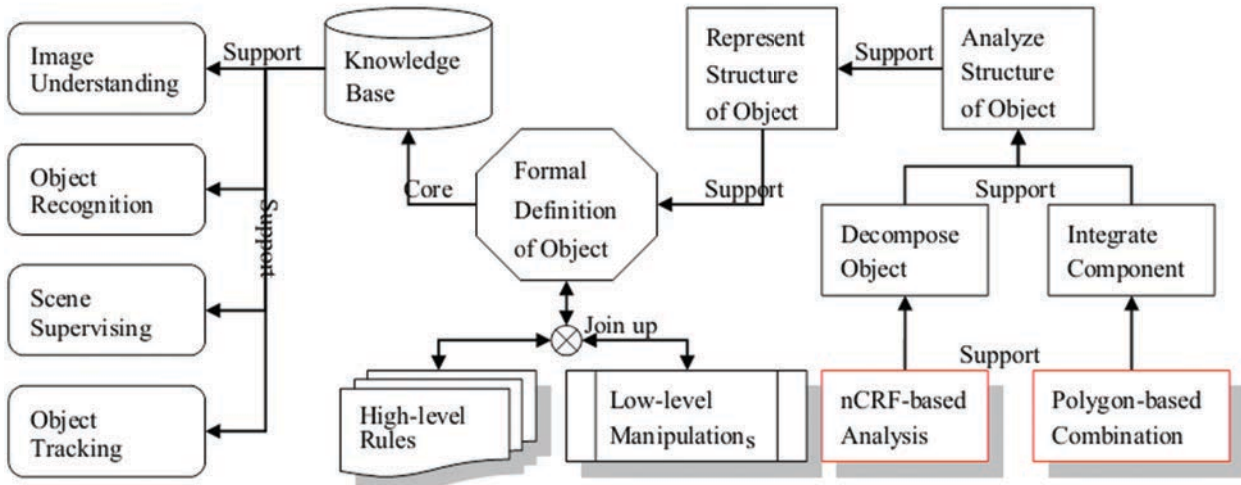 Image
Understanding
Support
Knowledge
Base
Represent
Structure
of Object
Support
Analyze
Structure
of Object
Object
Recognition
Support
Core
Formal
Definition
of Object
Support
Support
Decompose
Object
Integrate
Component
Scene
Supervising
Join up
Support
Object
Tracking
High-level
Rules
Low-level
Manipulations
nCRF-based
Analysis
Polygon-based
Combination